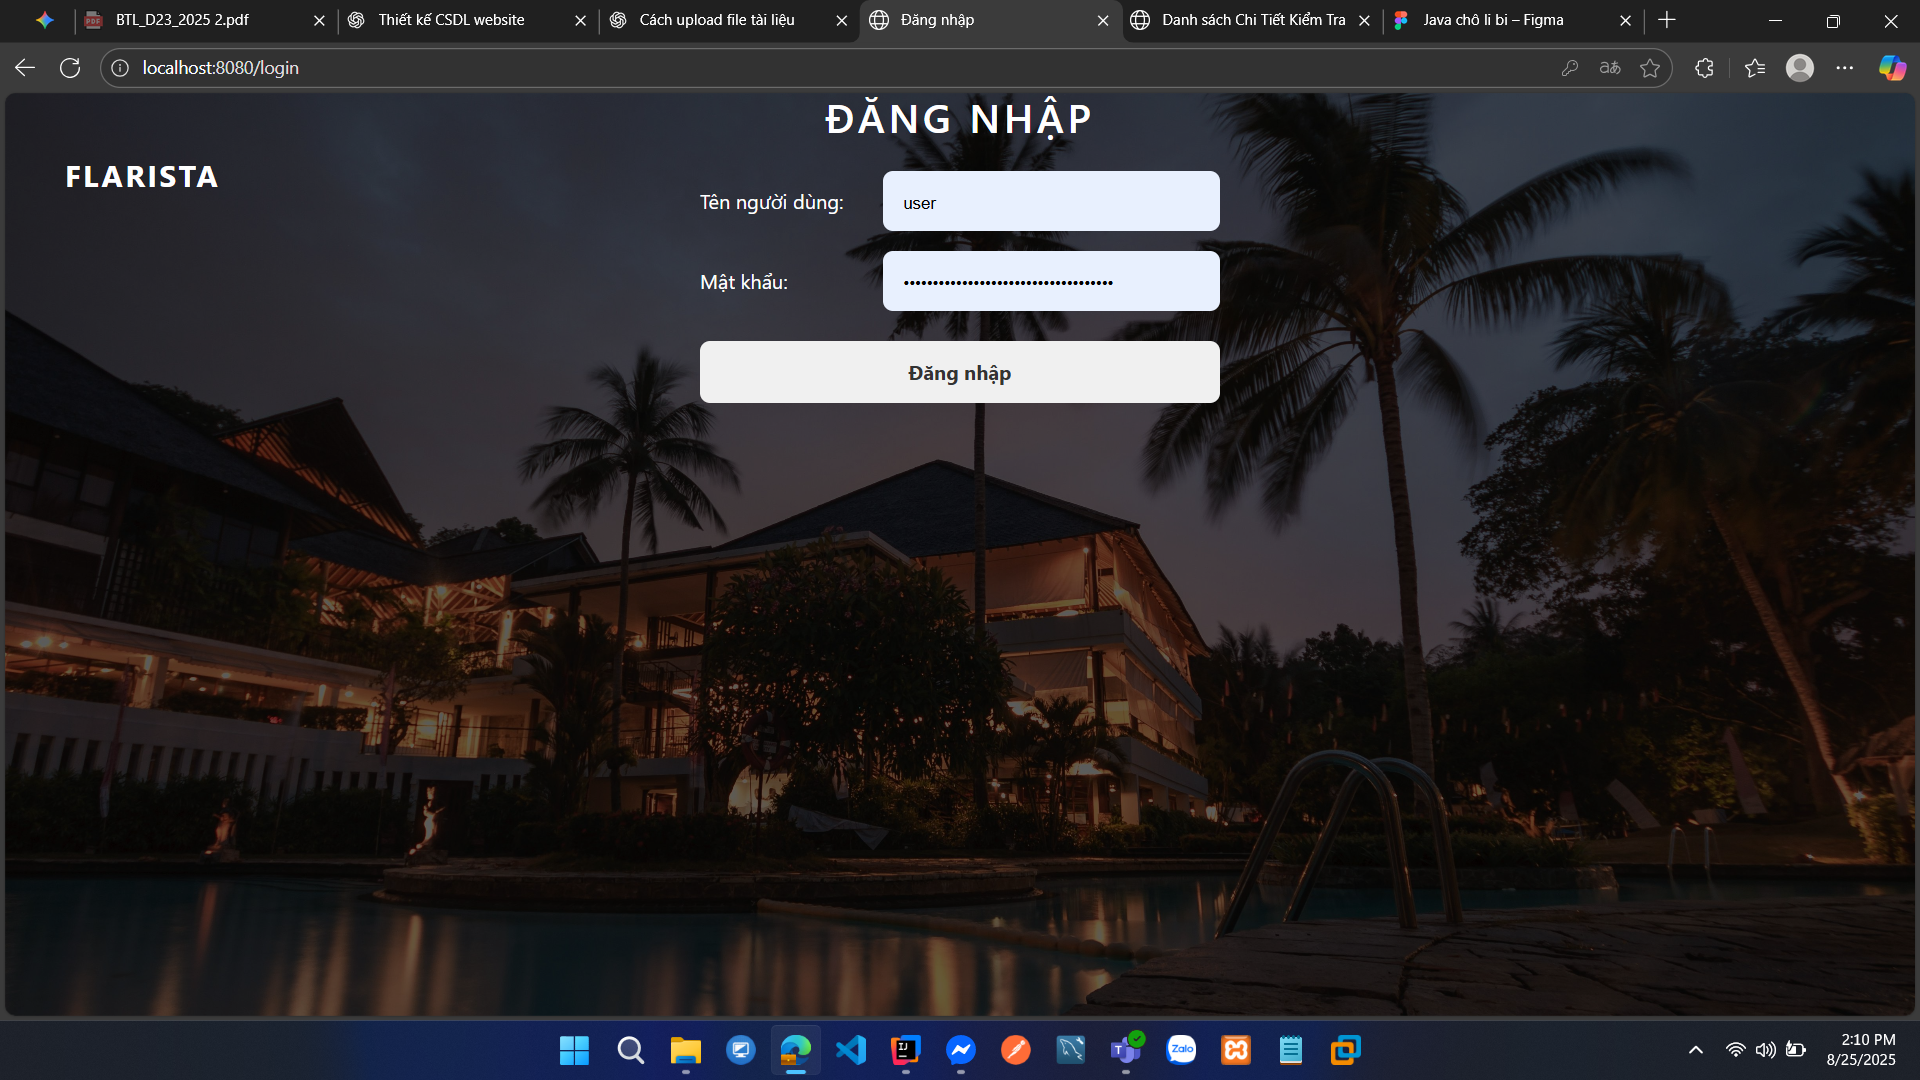 BTL_D23_2025 2.pdf
Thiết kế CSDL website
Cách upload file tài liệu
Đăng nhập
Danh sách Chi Tiết Kiểm Tra
Java chô li bi – Figma
localhost:8080/login
ĐĂNG NHẬP
FLARISTA
Tên người dùng:
user
Mật khẩu:
••••••••••••••••••••••••••••••••••••
Đăng nhập
Zalo
2:10 PM
8/25/2025